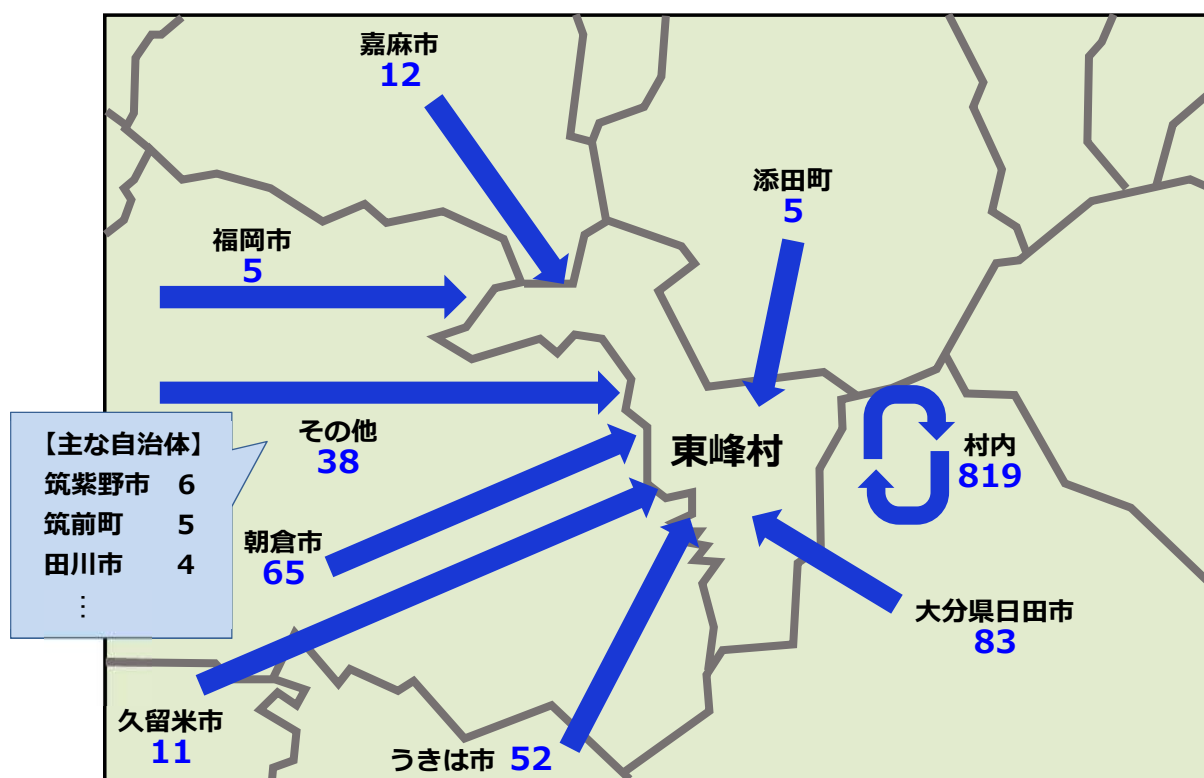 嘉麻市
12
添田町
5
福岡市
5
その他
38
【主な自治体】
筑紫野市 6
筑前町 5
田川市 4
⋮
東峰村
村内
819
朝倉市
65
大分県日田市
83
久留米市
11
うきは市 52